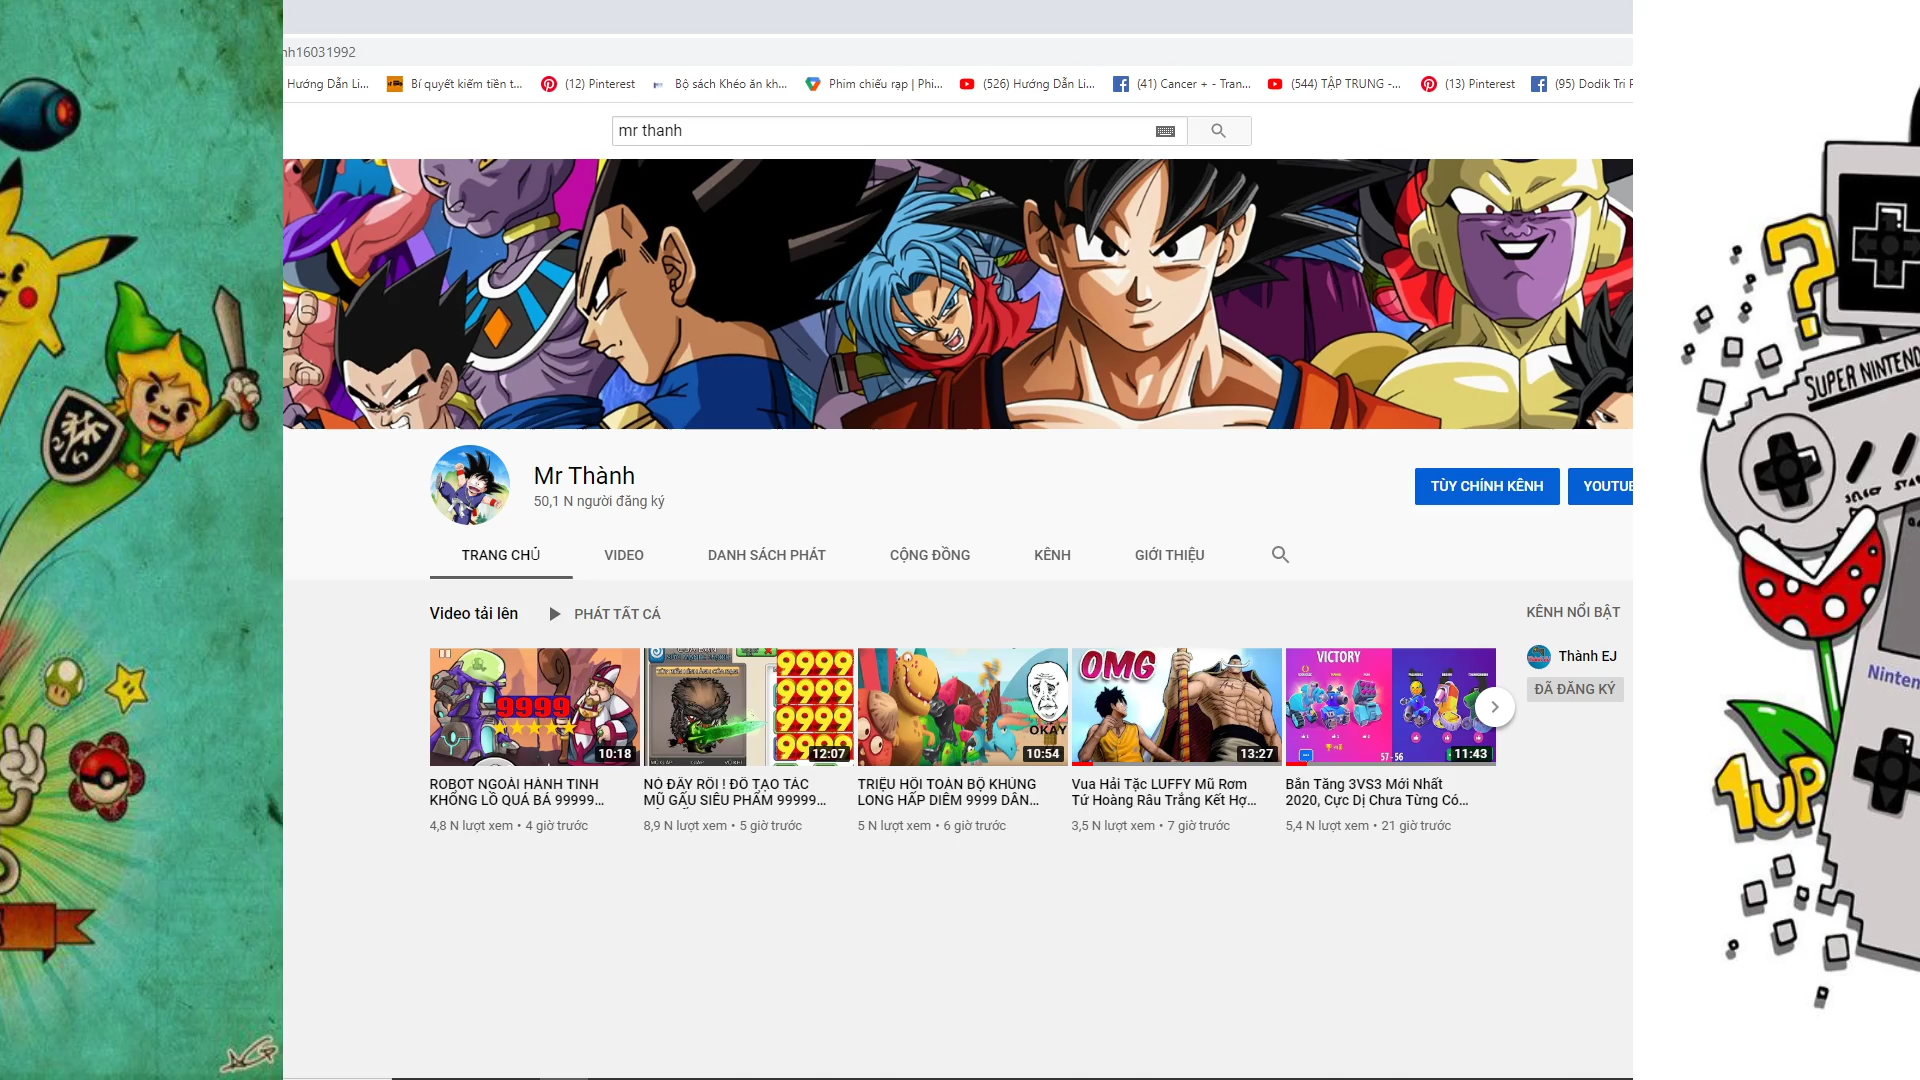 nh16031992
Hướng Dẫn Li... Bí quyết kiếm tiền t... (12) Pinterest Bộ sách Khéo ăn kh... Phim chiếu rạp | Phi... (526) Hướng Dẫn Li... (41) Cancer + - Tran... (544) TẬP TRUNG -... (13) Pinterest (95) Dodik Tri
mr thanh
SUPER NINTENDO
Mr Thành
50,1 N người đăng ký
TÙY CHỈNH KÊNH YOUTUB
SELECT
TRANG CHỦ VIDEO DANH SÁCH PHÁT CỘNG ĐỒNG KÊNH GIỚI THIỆU
Video tải lên PHÁT TẤT CẢ
KÊNH NỔI BẬT
Thành EJ
ĐÃ ĐĂNG KÝ
9999
10:18
9999
9999
9999
9999
12:07
OKAY
10:54
OMG
13:27
VICTORY
57-56
11:43
ROBOT NGOÀI HÀNH TINH
KHỔNG LỒ QUÁ BÁ 99999...
4,8 N lượt xem • 4 giờ trước
NÓ ĐÂY RỒI ! ĐỒ TẠO TÁC
MŨ GẤU SIÊU PHẨM 99999...
8,9 N lượt xem • 5 giờ trước
TRIỆU HỒI TOÀN BỘ KHỦNG
LONG HẤP DIÊM 9999 DÂN...
5 N lượt xem • 6 giờ trước
Vua Hải Tặc LUFFY Mũ Rơm
Tứ Hoàng Râu Trắng Kết Hợ...
3,5 N lượt xem • 7 giờ trước
Bắn Tăng 3VS3 Mới Nhất
2020, Cực Dị Chưa Từng Có...
5,4 N lượt xem • 21 giờ trước
Ninten
1UP